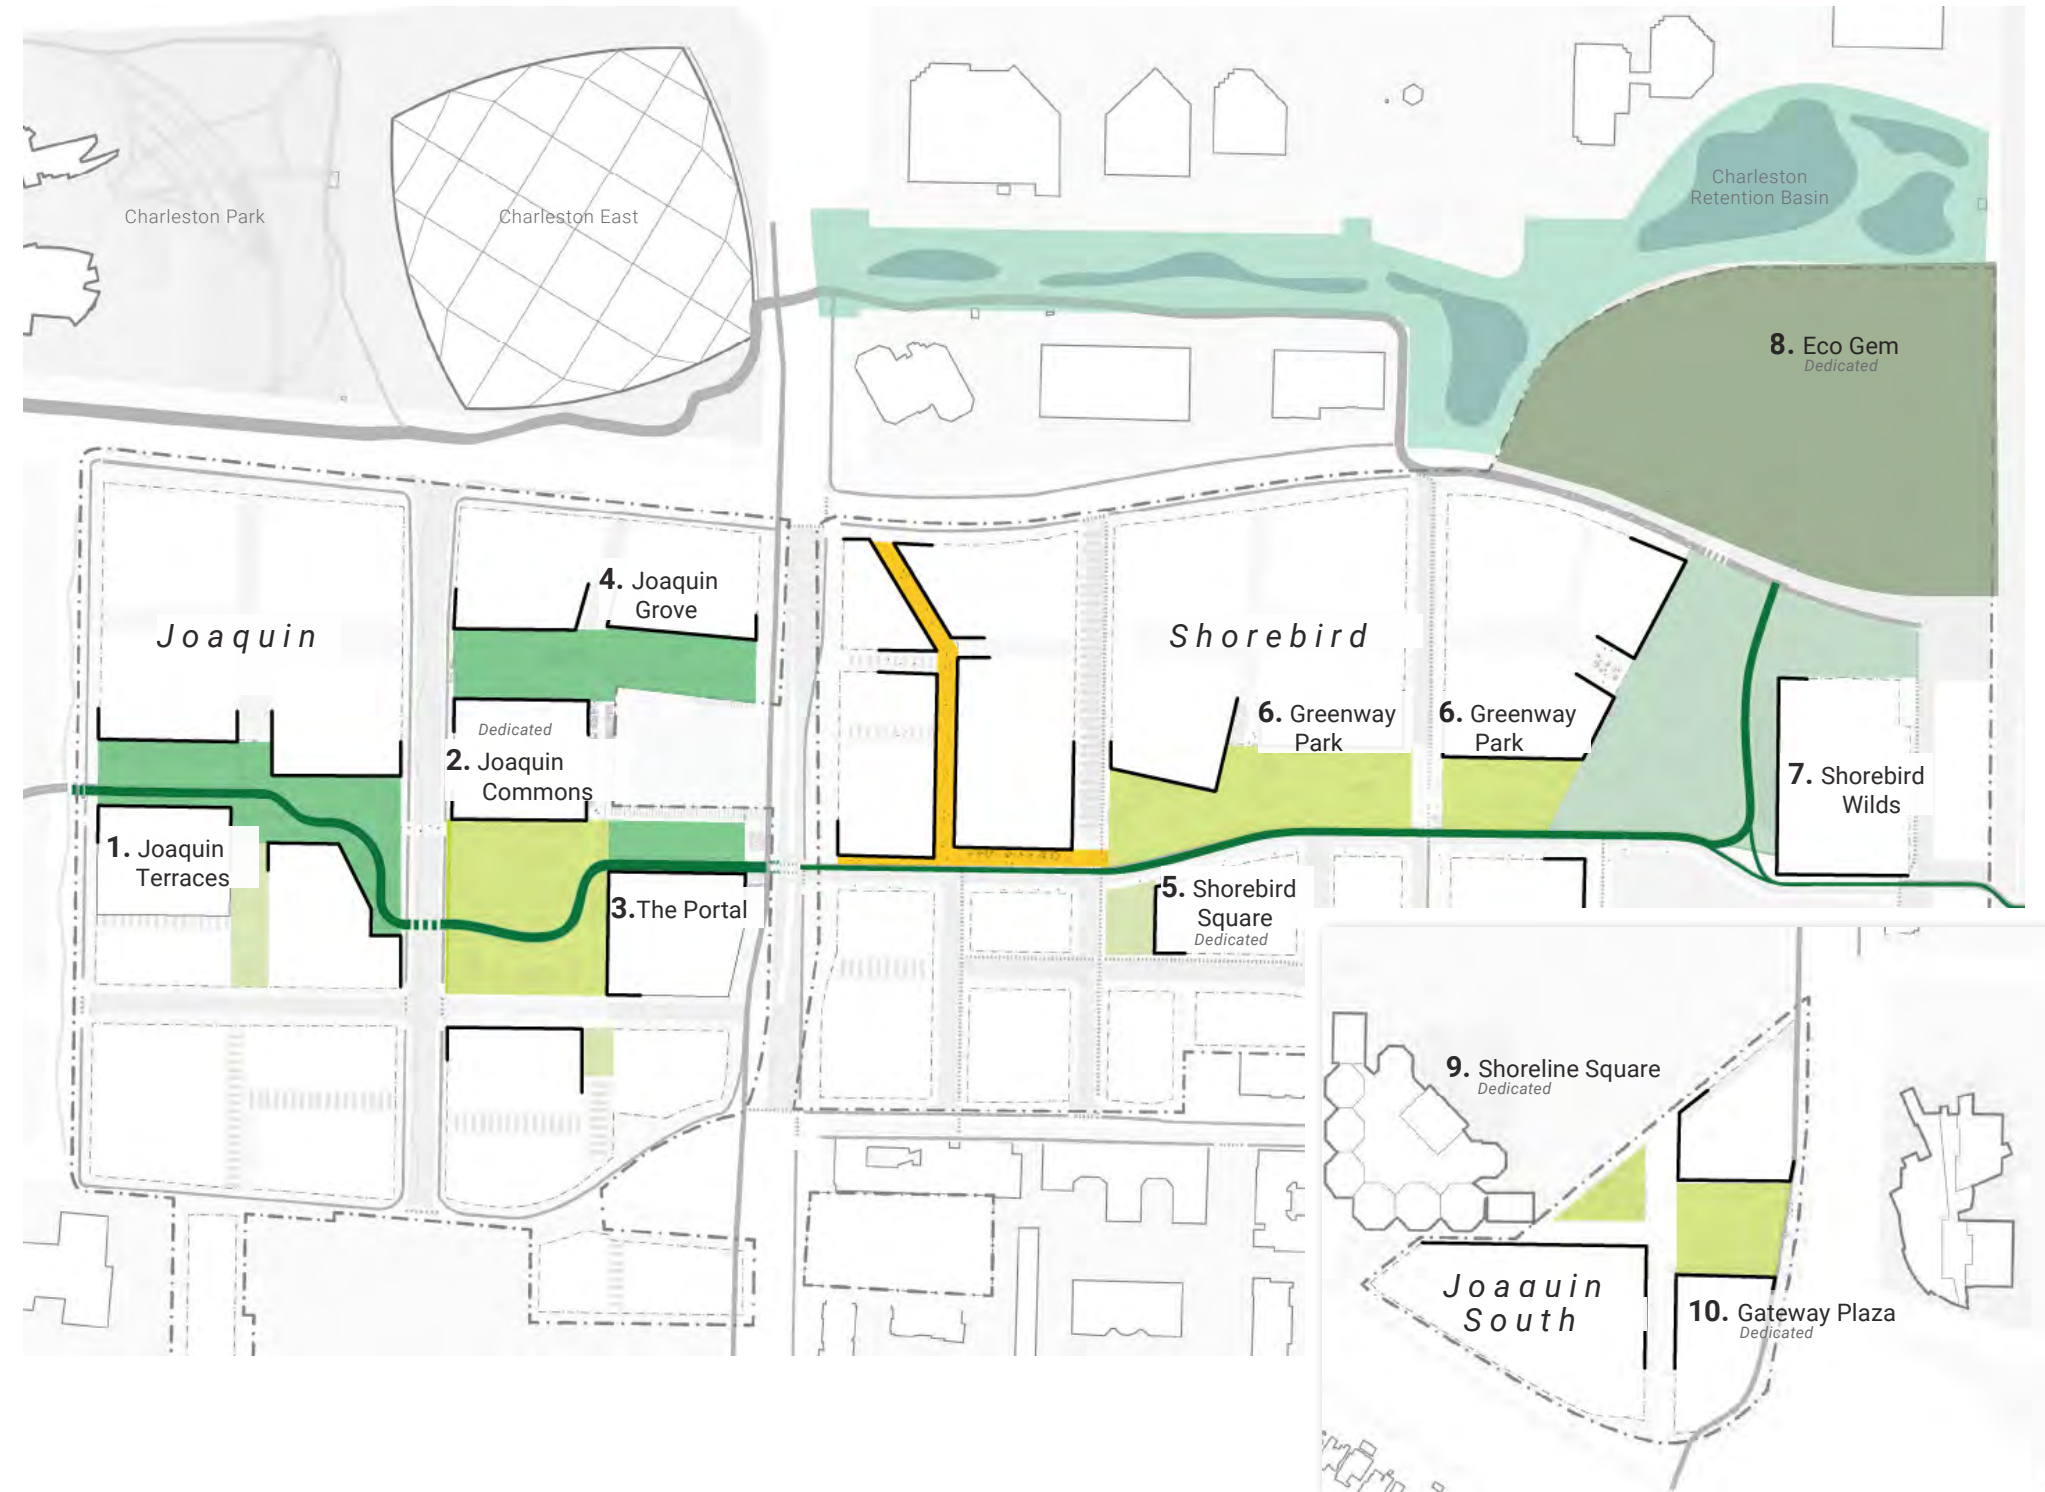 Charleston Park
Charleston East
Charleston
Retention Basin
8. Eco Gem
Dedicated
4. Joaquin
Grove
Joaquin
Shorebird
Dedicated
2. Joaquin
Commons
6. Greenway
Park
6. Greenway
Park
7. Shorebird
Wilds
1. Joaquin
Terraces
3.The Portal
5. Shorebird
Square
Dedicated
9. Shoreline Square
Dedicated
Joaquin
South
10. Gateway Plaza
Dedicated